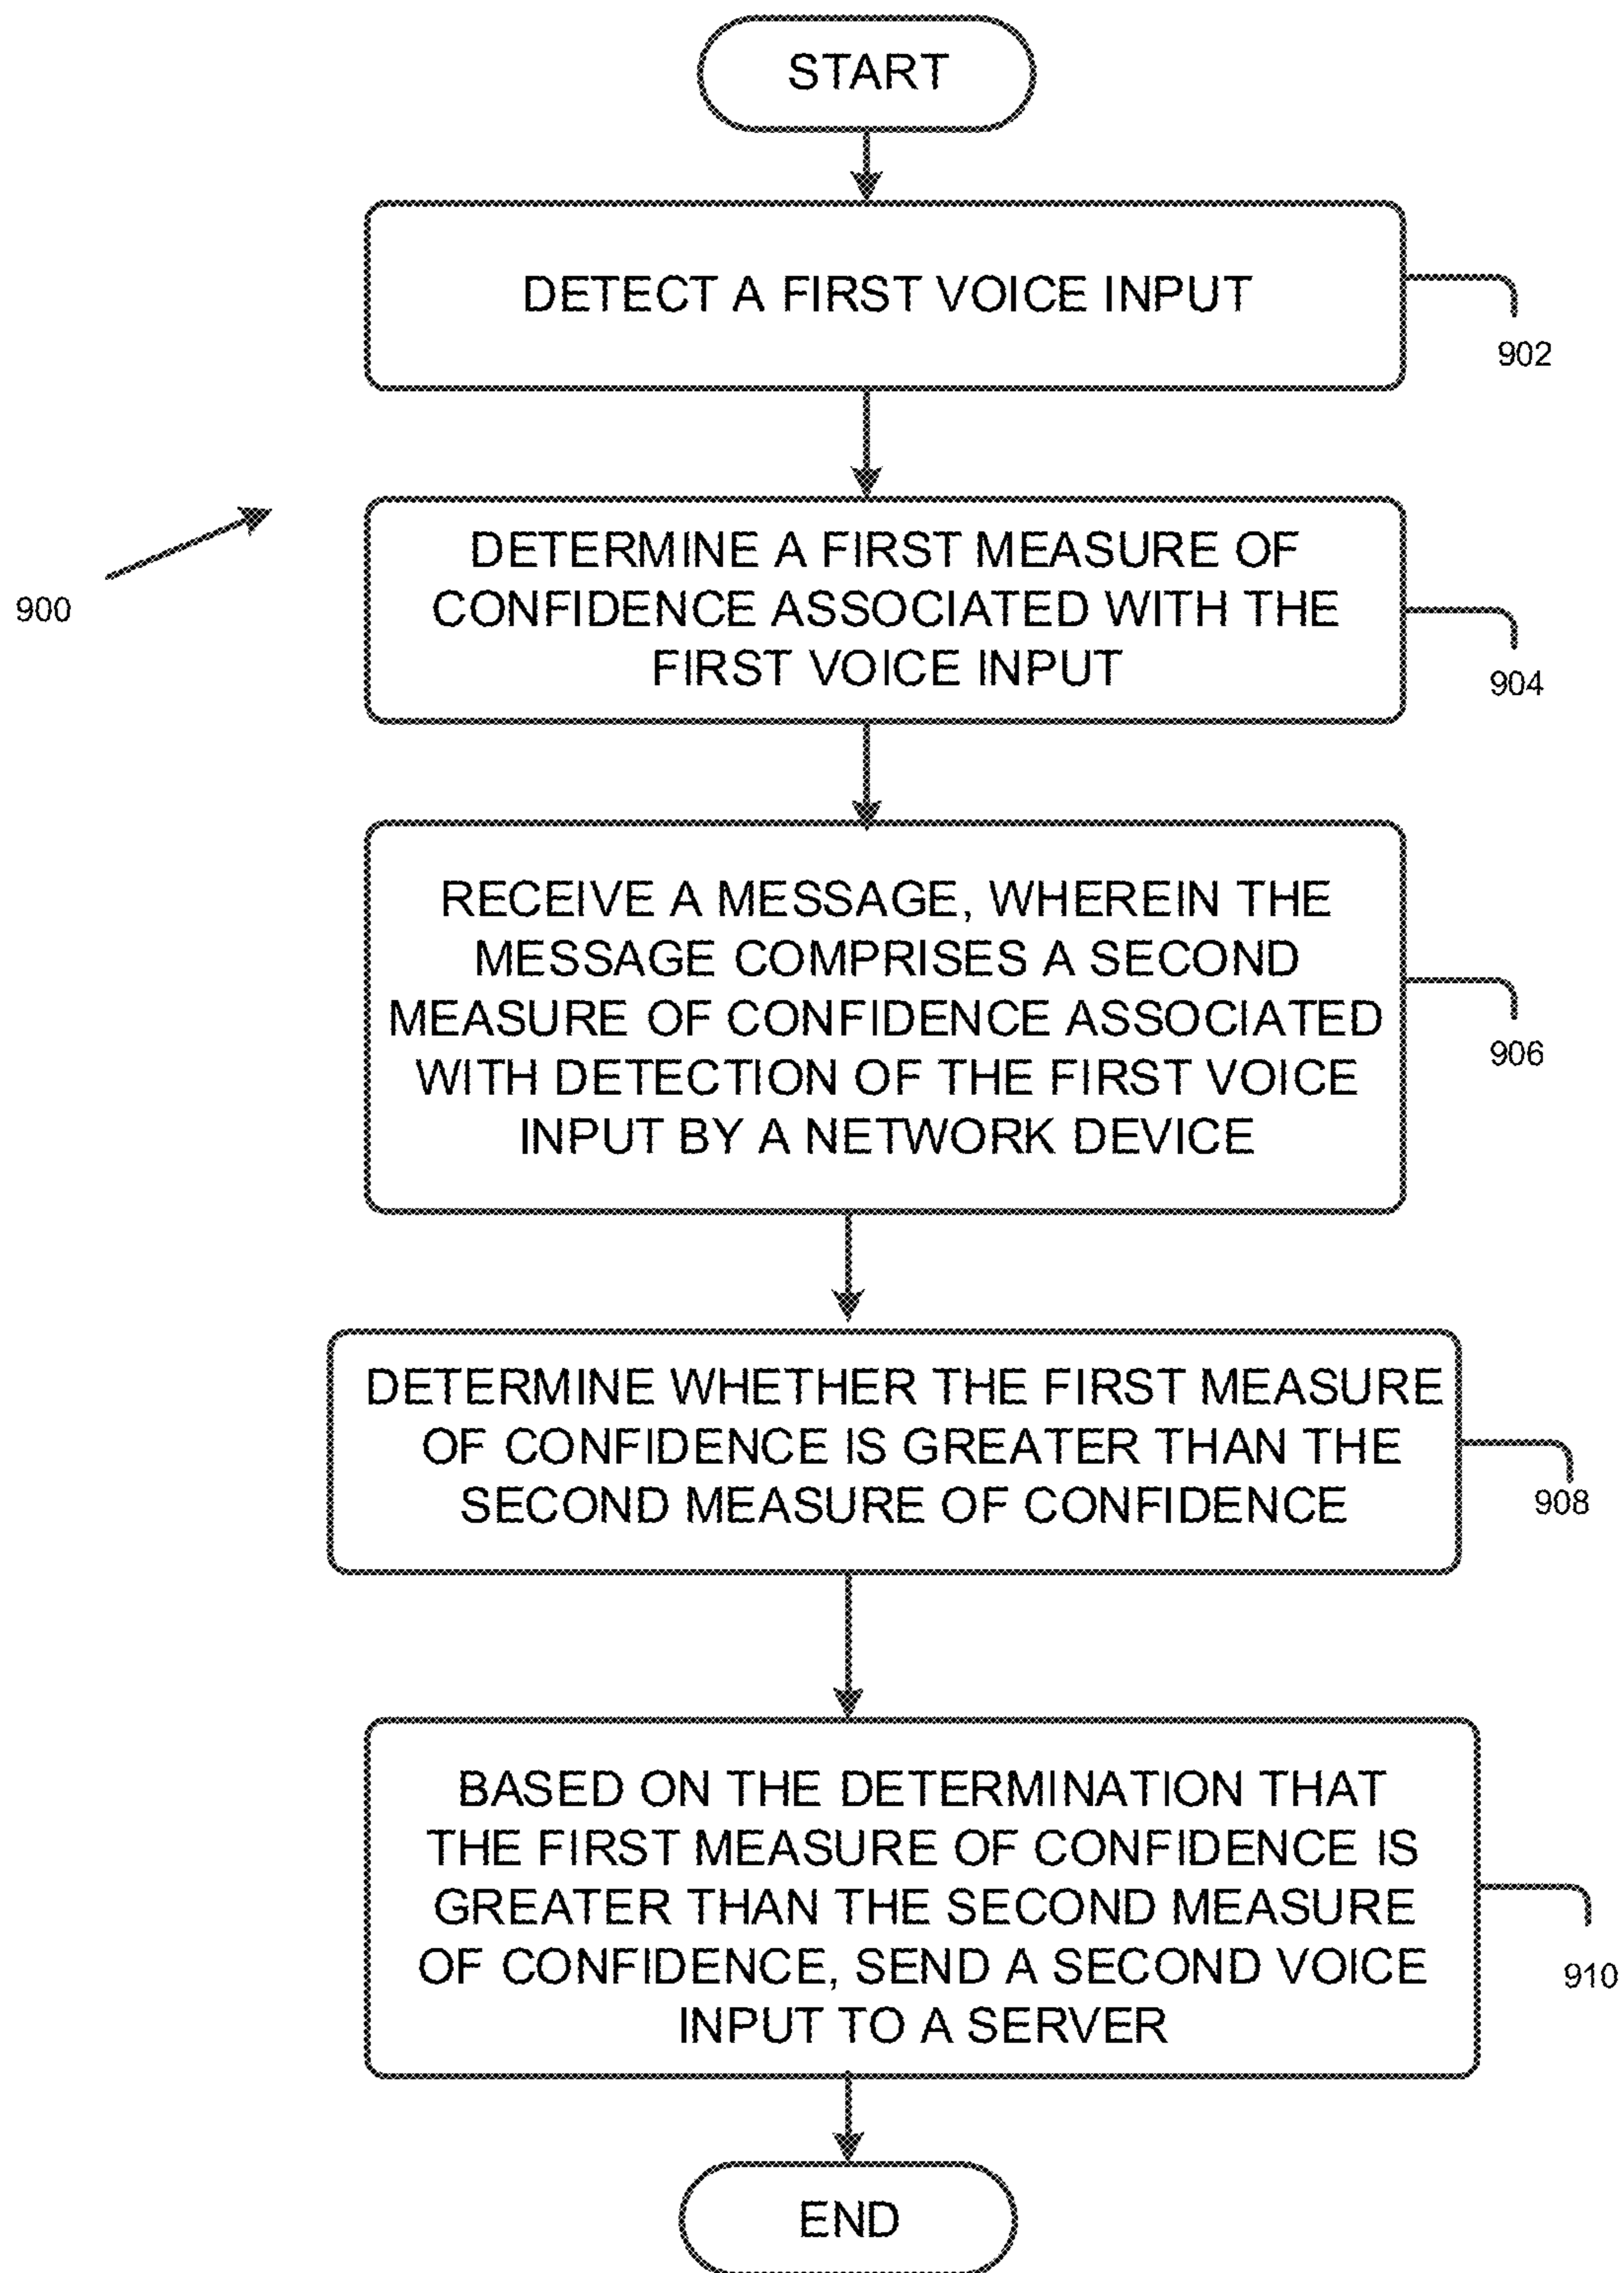 START
DETECT A FIRST VOICE INPUT
902
900
DETERMINE A FIRST MEASURE OF
CONFIDENCE ASSOCIATED WITH THE
FIRST VOICE INPUT
904
RECEIVE A MESSAGE, WHEREIN THE
MESSAGE COMPRISES A SECOND
MEASURE OF CONFIDENCE ASSOCIATED
WITH DETECTION OF THE FIRST VOICE
INPUT BY A NETWORK DEVICE
906
DETERMINE WHETHER THE FIRST MEASURE
OF CONFIDENCE IS GREATER THAN THE
SECOND MEASURE OF CONFIDENCE
908
BASED ON THE DETERMINATION THAT
THE FIRST MEASURE OF CONFIDENCE IS
GREATER THAN THE SECOND MEASURE
OF CONFIDENCE, SEND A SECOND VOICE
INPUT TO A SERVER
910
END